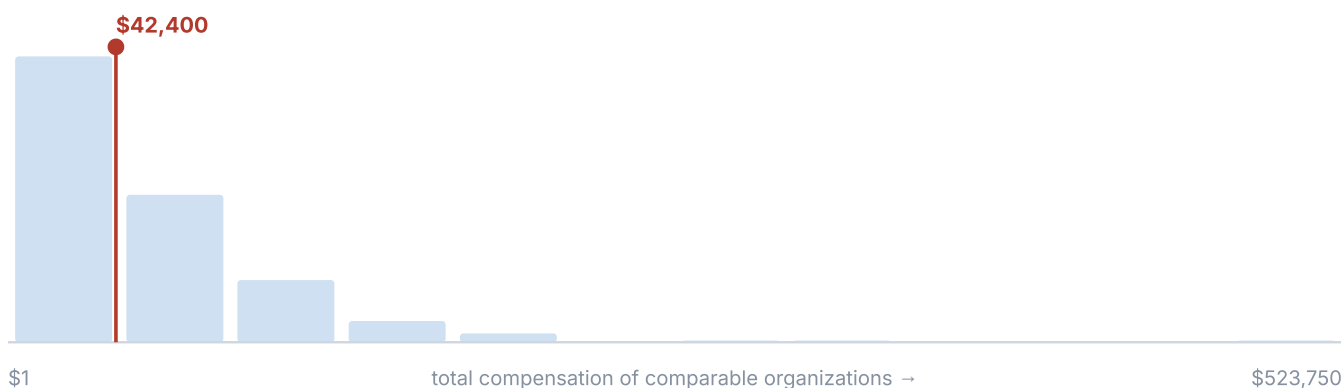 $42,400
$1 total compensation of comparable organizations → $523,750